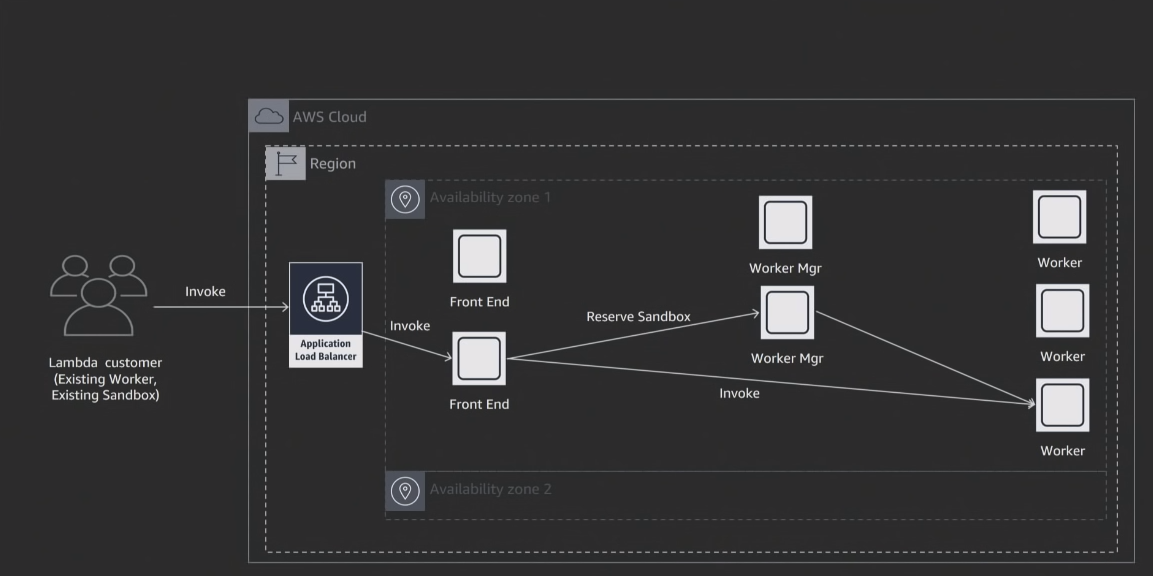 AWS Cloud
Region
Availability zone 1
Worker Mgr
Worker
Front End
Invoke
Invoke
Reserve Sandbox
Application
Load Balancer
Worker Mgr
Worker
Lambda customer
(Existing Worker,
Existing Sandbox)
Front End
Invoke
Worker
Availability zone 2